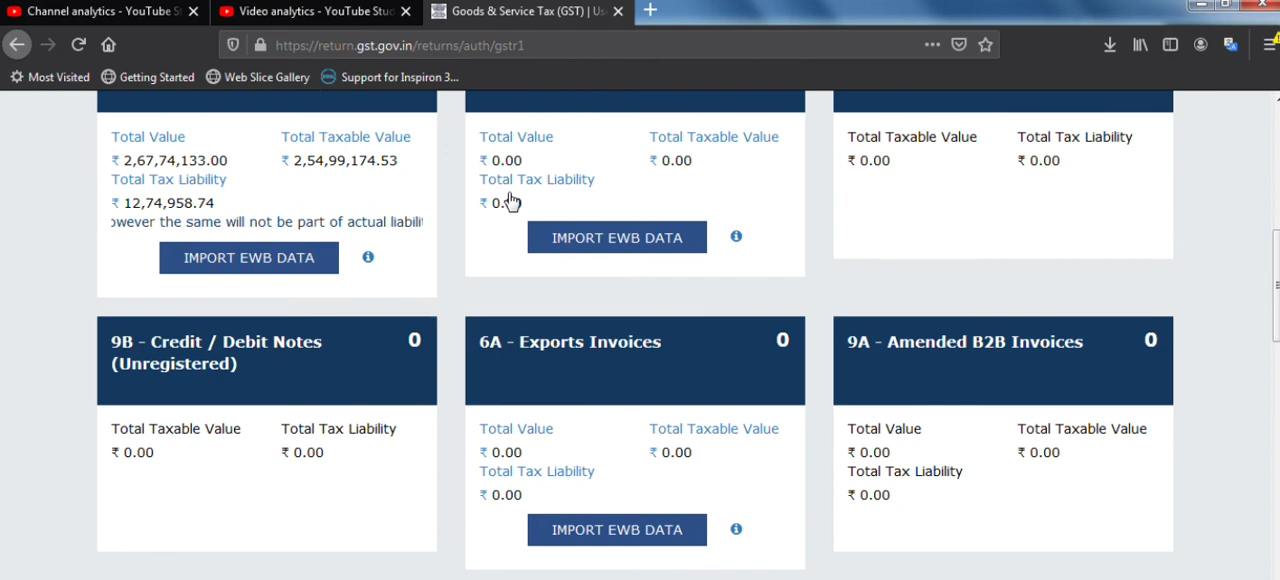 Channel analytics - YouTube S
Video analytics - YouTube Stud
Goods & Service Tax (GST) | Us
https://return.gst.gov.in/returns/auth/gstr1
Most Visited
Getting Started
Web Slice Gallery
Support for Inspiron 3...
Total Value
Total Taxable Value
₹ 2,67,74,133.00
₹ 2,54,99,174.53
Total Tax Liability
₹ 12,74,958.74
owever the same will not be part of actual liabilit
IMPORT EWB DATA
Total Value
Total Taxable Value
₹ 0.00
₹ 0.00
Total Tax Liability
₹ 0.00
IMPORT EWB DATA
Total Taxable Value
Total Tax Liability
₹ 0.00
₹ 0.00
9B - Credit / Debit Notes
(Unregistered)
0
Total Taxable Value
Total Tax Liability
₹ 0.00
₹ 0.00
6A - Exports Invoices
0
Total Value
Total Taxable Value
₹ 0.00
₹ 0.00
Total Tax Liability
₹ 0.00
IMPORT EWB DATA
9A - Amended B2B Invoices
0
Total Value
Total Taxable Value
₹ 0.00
₹ 0.00
Total Tax Liability
₹ 0.00